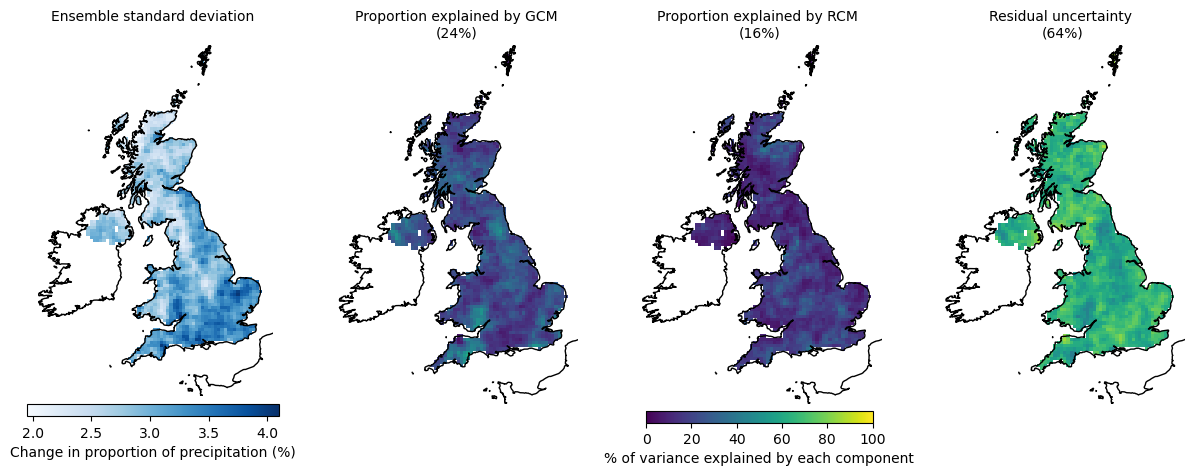 Ensemble standard deviation
Proportion explained by GCM
(24%)
Proportion explained by RCM
(16%)
Residual uncertainty
(64%)
2.0 2.5 3.0 3.5 4.0
Change in proportion of precipitation (%)
0 20 40 60 80 100
% of variance explained by each component